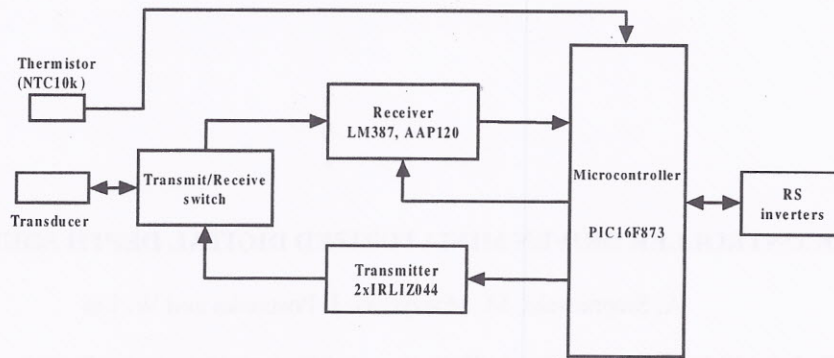 Thermistor
(NTC10k)
Receiver
LM387, AAP120
Transmit/Receive
switch
Transducer
Microcontroller
PIC16F873
RS
inverters
Transmitter
2xIRLIZ044